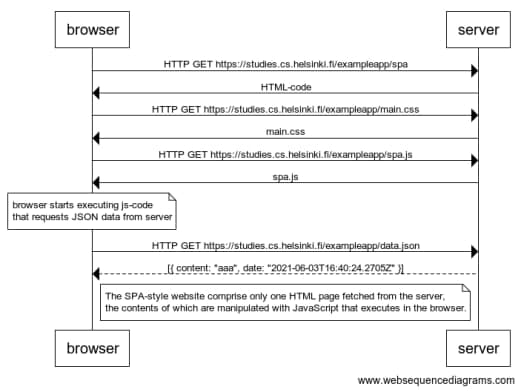 browser
server
HTTP GET https://studies.cs.helsinki.fi/exampleapp/spa
HTML-code
HTTP GET https://studies.cs.helsinki.fi/exampleapp/main.css
main.css
HTTP GET https://studies.cs.helsinki.fi/exampleapp/spa.js
spa.js
browser starts executing js-code
that requests JSON data from server
HTTP GET https://studies.cs.helsinki.fi/exampleapp/data.json
[{ content: "aaa", date: "2021-06-03T16:40:24.2705Z" }]
The SPA-style website comprise only one HTML page fetched from the server,
the contents of which are manipulated with JavaScript that executes in the browser.
browser
server
www.websequencediagrams.com